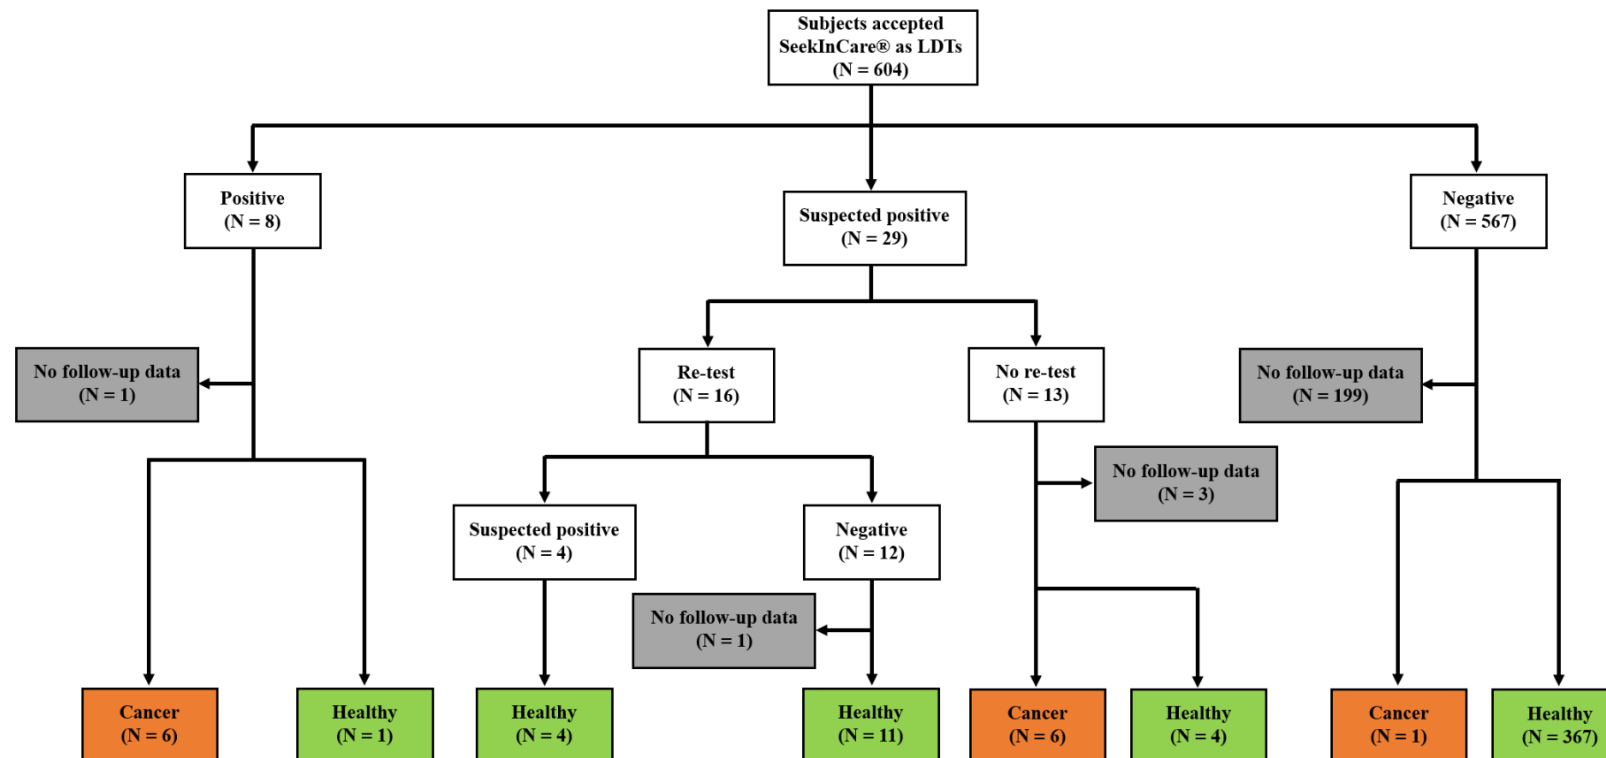 Subjects accepted
SeekInCare® as LDTs
(N = 604)
Positive
(N = 8)
Suspected positive
(N = 29)
Negative
(N = 567)
No follow-up data
(N = 1)
Re-test
(N = 16)
No re-test
(N = 13)
No follow-up data
(N = 199)
No follow-up data
(N = 3)
Suspected positive
(N = 4)
Negative
(N = 12)
No follow-up data
(N = 1)
Cancer
(N = 6)
Healthy
(N = 1)
Healthy
(N = 4)
Healthy
(N = 11)
Cancer
(N = 6)
Healthy
(N = 4)
Cancer
(N = 1)
Healthy
(N = 367)